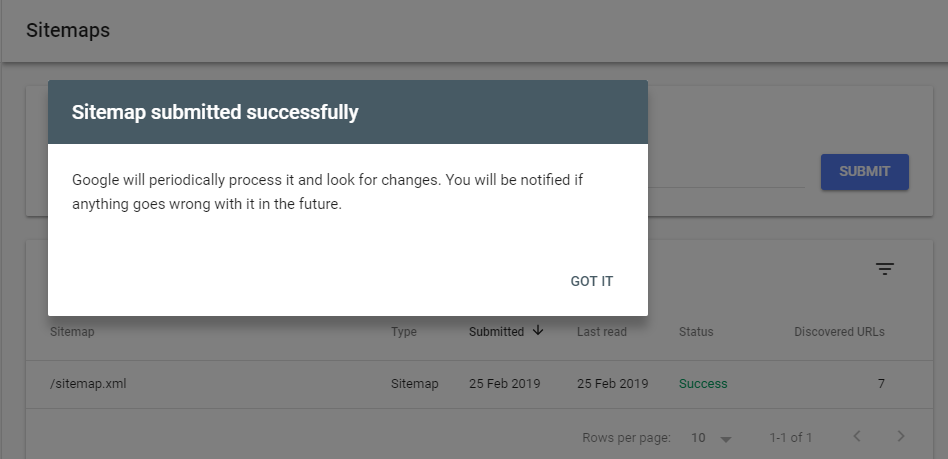 Sitemaps
Sitemap submitted successfully
Google will periodically process it and look for changes. You will be notified if
anything goes wrong with it in the future.
SUBMIT
GOT IT
Sitemap Type Submitted Last read Status Discovered URLs
/sitemap.xml Sitemap 25 Feb 2019 25 Feb 2019 Success 7
Rows per page: 10 1-1 of 1